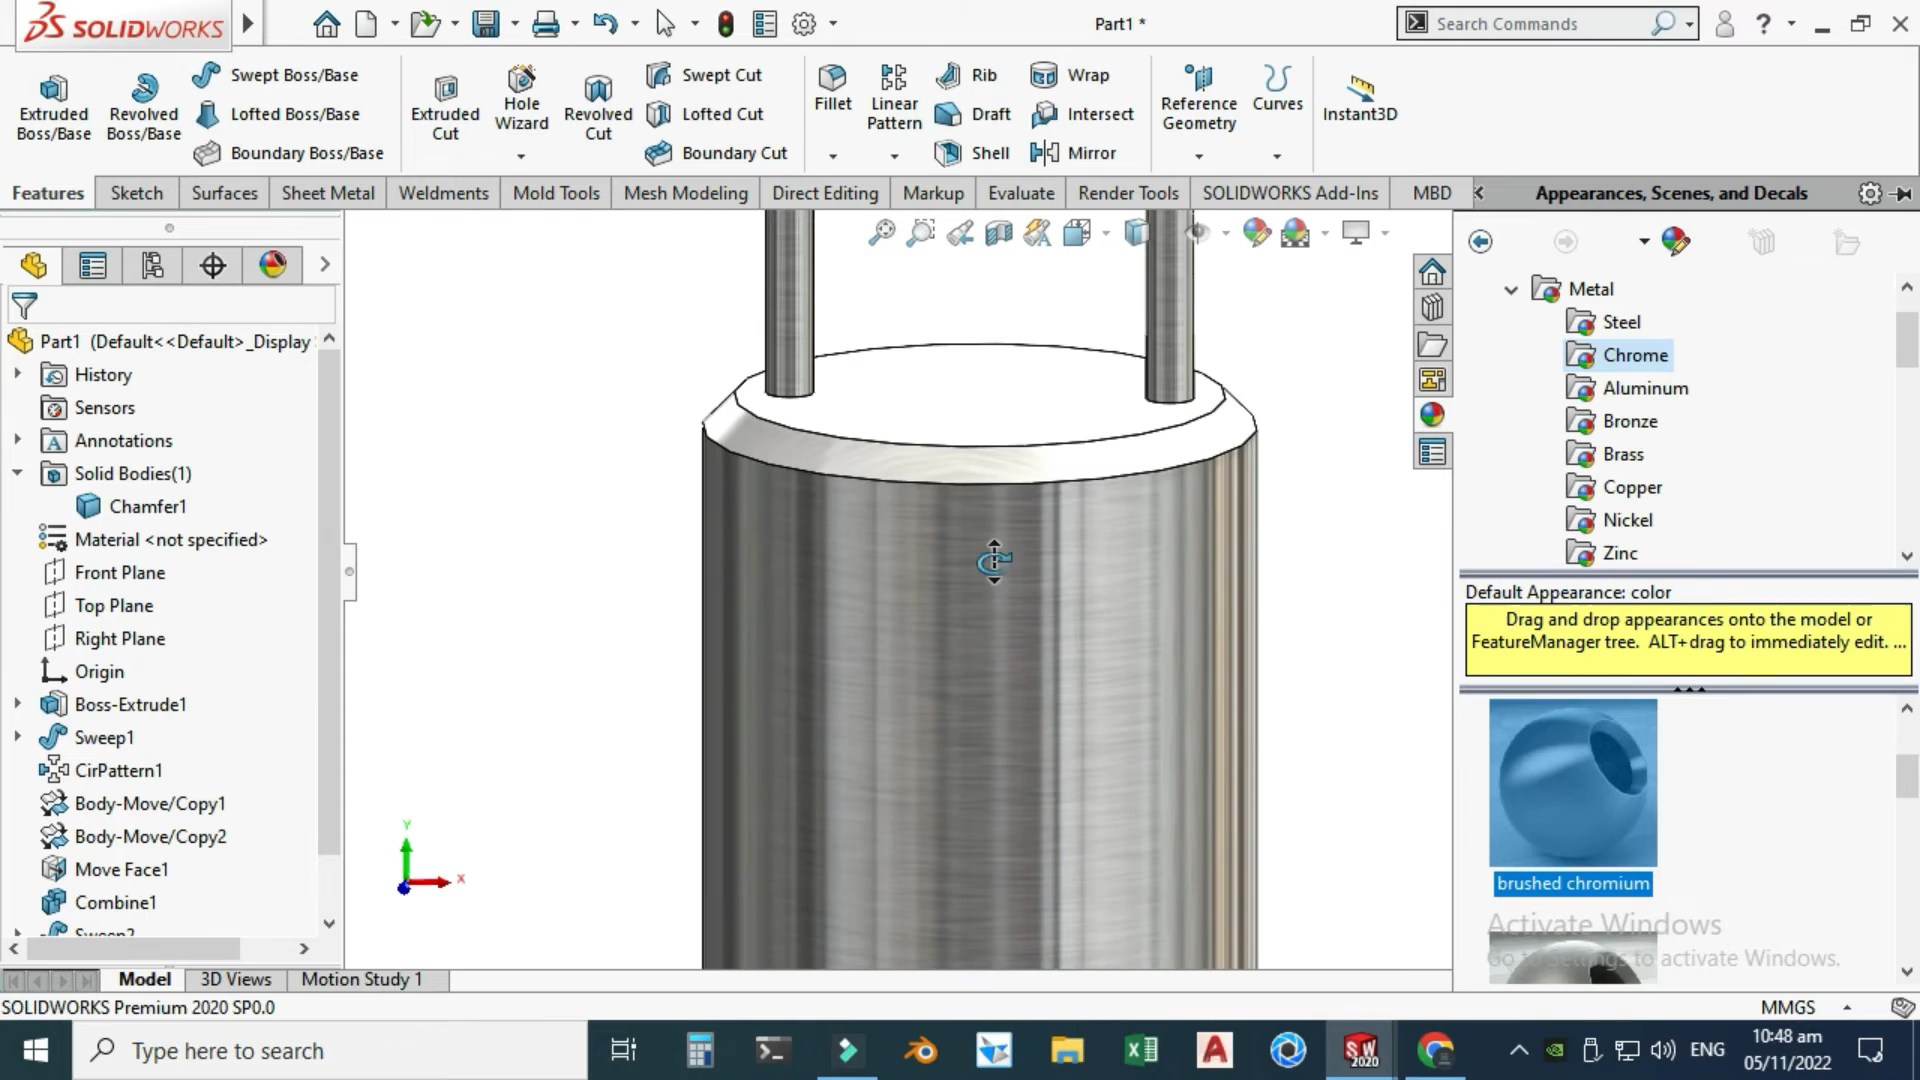 SOLIDWORKS
Part1 *
Search Commands
Extruded Boss/Base
Revolved Boss/Base
Swept Boss/Base
Lofted Boss/Base
Boundary Boss/Base
Extruded Cut
Hole Wizard
Revolved Cut
Swept Cut
Lofted Cut
Boundary Cut
Fillet
Linear Pattern
Rib
Draft
Shell
Wrap
Intersect
Mirror
Reference Geometry
Curves
Instant3D
Features
Sketch
Surfaces
Sheet Metal
Weldments
Mold Tools
Mesh Modeling
Direct Editing
Markup
Evaluate
Render Tools
SOLIDWORKS Add-Ins
MBD
Appearances, Scenes, and Decals
Part1 (Default<<Default>_Display
History
Sensors
Annotations
Solid Bodies(1)
Chamfer1
Material <not specified>
Front Plane
Top Plane
Right Plane
Origin
Boss-Extrude1
Sweep1
CirPattern1
Body-Move/Copy1
Body-Move/Copy2
Move Face1
Combine1
Sweep2
Y
X
Metal
Steel
Chrome
Aluminum
Bronze
Brass
Copper
Nickel
Zinc
Default Appearance: color
Drag and drop appearances onto the model or
FeatureManager tree. ALT+drag to immediately edit. ...
brushed chromium
Activate Windows
Go to Settings to activate Windows.
Model
3D Views
Motion Study 1
SOLIDWORKS Premium 2020 SP0.0
MMGS
Type here to search
SW 2020
ENG
10:48 am
05/11/2022